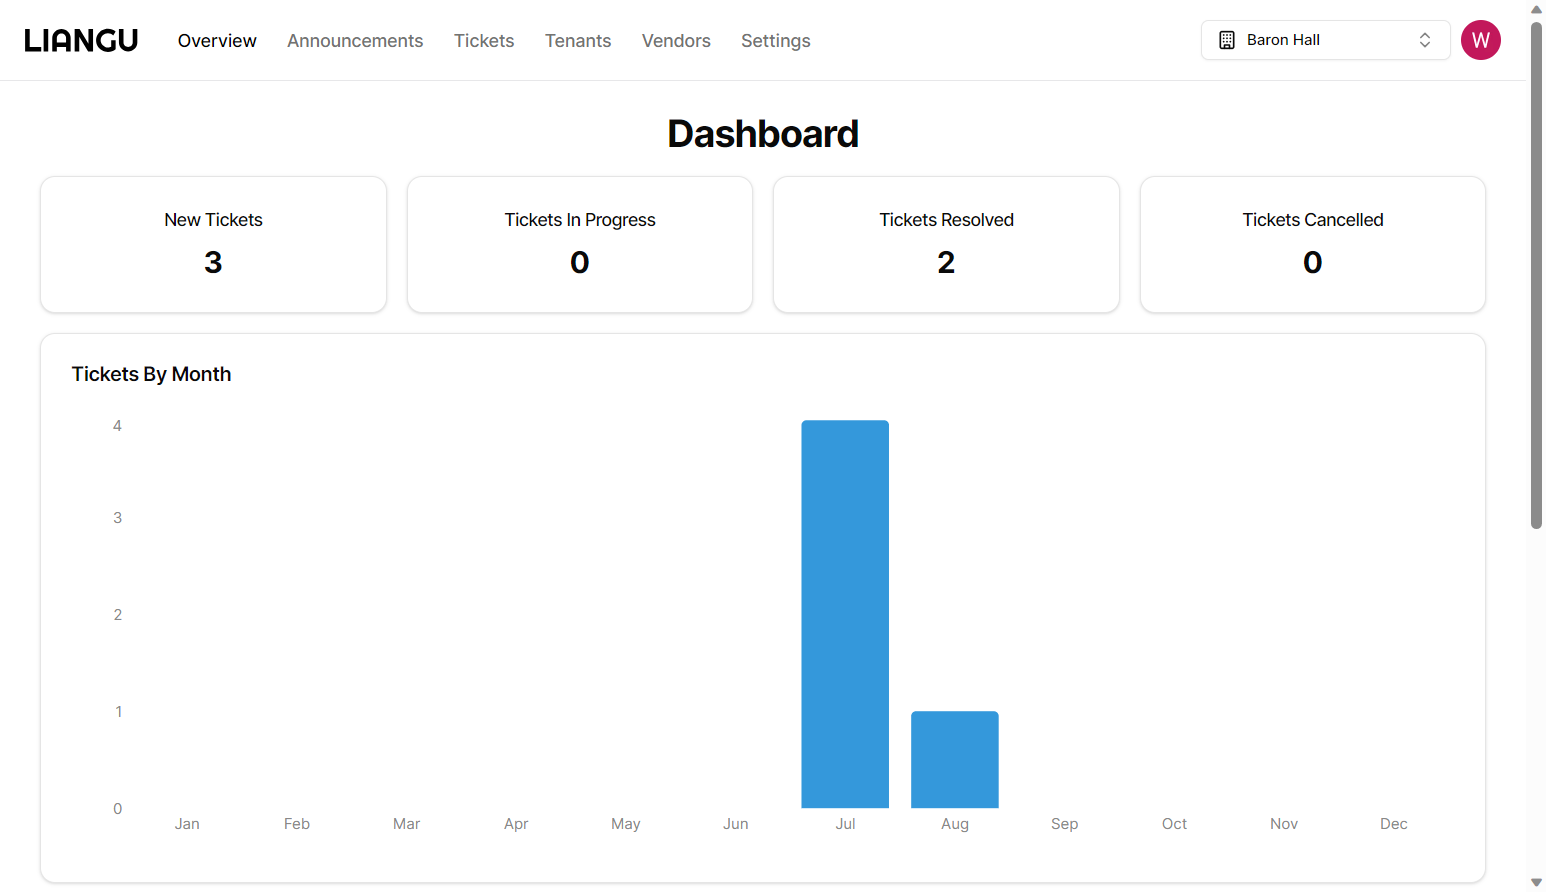 LIANGU
Overview
Announcements
Tickets
Tenants
Vendors
Settings
Baron Hall
W
Dashboard
New Tickets
3
Tickets In Progress
0
Tickets Resolved
2
Tickets Cancelled
0
Tickets By Month
4
3
2
1
0
Jan Feb Mar Apr May Jun Jul Aug Sep Oct Nov Dec